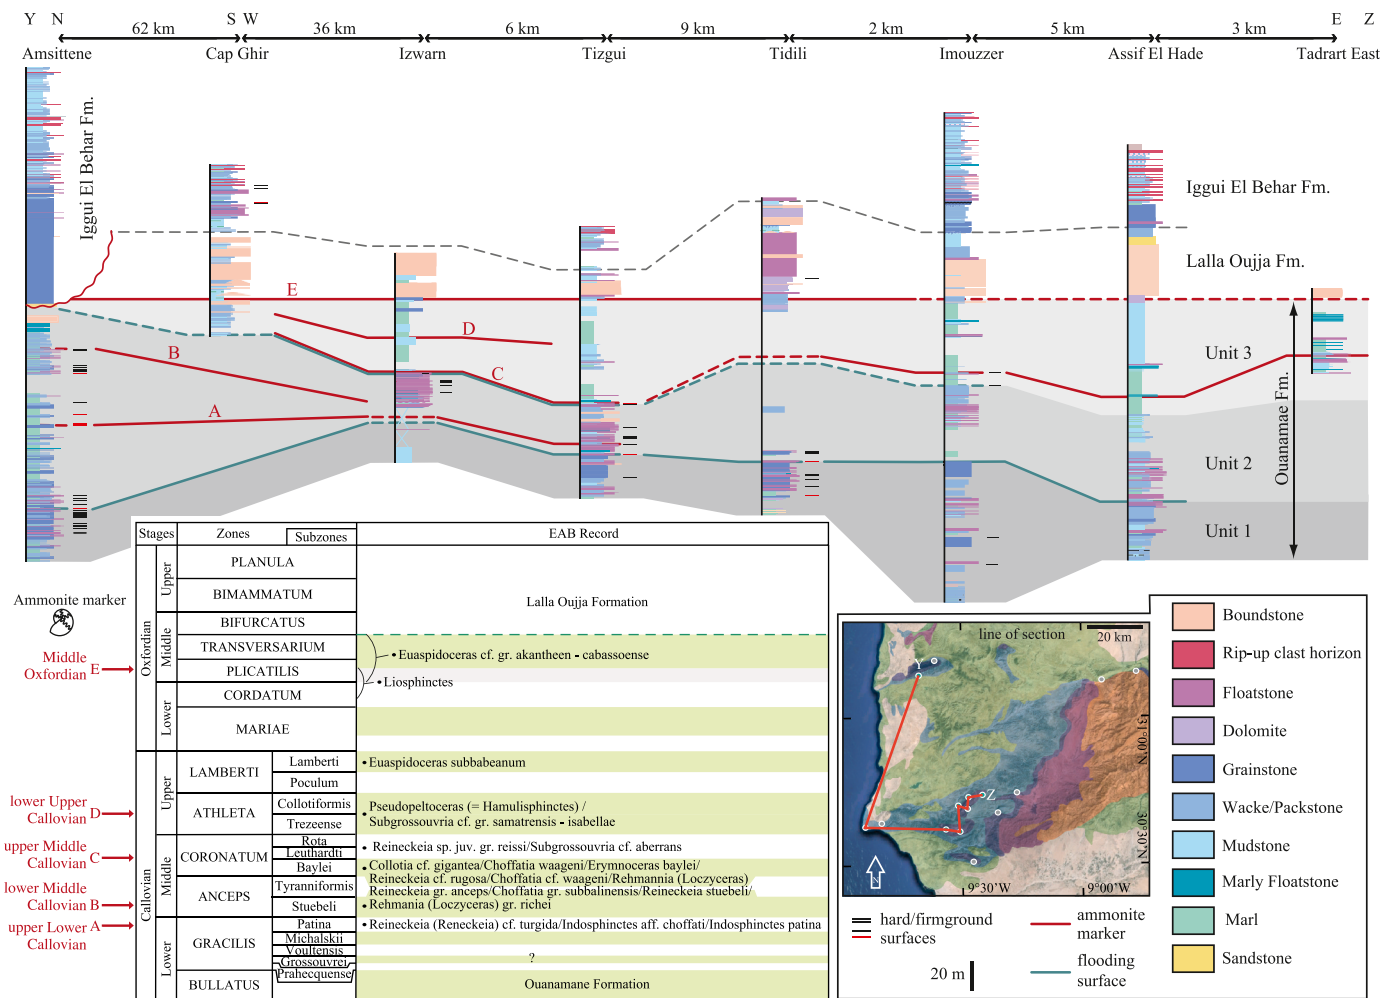 Y N S W E Z
62 km 36 km 6 km 9 km 2 km 5 km 3 km
Amsittene Cap Ghir Izwarn Tizgui Tidili Imouzzer Assif El Hade Tadrart East
Iggui El Behar Fm.
Iggui El Behar Fm.
Lalla Oujja Fm.
E
D
B
C
A
Unit 3
Unit 2
Unit 1
Ouanamae Fm.
Stages Zones Subzones EAB Record
Oxfordian
Upper
PLANULA
BIMAMMATUM
Lalla Oujja Formation
Middle
BIFURCATUS
TRANSVERSARIUM
• Euaspidoceras cf. gr. akantheen - cabassoense
PLICATILIS
• Liosphinctes
Lower
CORDATUM
MARIAE
Callovian
Upper
LAMBERTI
Lamberti
• Euaspidoceras subbabeanum
Poculum
ATHLETA
Collotiformis
Trezeense
• Pseudopeltoceras (= Hamulisphinctes) /
Subgrossouvria cf. gr. samatrensis - isabellae
Middle
CORONATUM
Rota
Leuthardti
Baylei
• Reineckeia sp. juv. gr. reissi/Subgrossouvria cf. aberrans
• Collotia cf. gigantea/Choffatia waageni/Erymnoceras baylei/
Reineckeia cf. rugosa/Choffatia cf. waageni/Rehmannia (Loczyceras)
ANCEPS
Tyranniformis
Stuebeli
Reineckeia gr. anceps/Choffatia gr. subbalinensis/Reineckeia stuebeli/
• Rehmania (Loczyceras) gr. richei
Lower
GRACILIS
Patina
• Reineckeia (Reneckeia) cf. turgida/Indosphinctes aff. choffati/Indosphinctes patina
Michalskii
Voultensis
Grossouvrei
?
BULLATUS
Prahecquense
Ouanamane Formation
Ammonite marker
Middle
Oxfordian E
lower Upper
Callovian D
upper Middle
Callovian C
lower Middle
Callovian B
upper Lower A
Callovian
line of section
20 km
Y
Z
N
31°00'N
30°30'N
9°30'W 9°00'W
hard/firmground
surfaces
ammonite
marker
20 m
flooding
surface
Boundstone
Rip-up clast horizon
Floatstone
Dolomite
Grainstone
Wacke/Packstone
Mudstone
Marly Floatstone
Marl
Sandstone